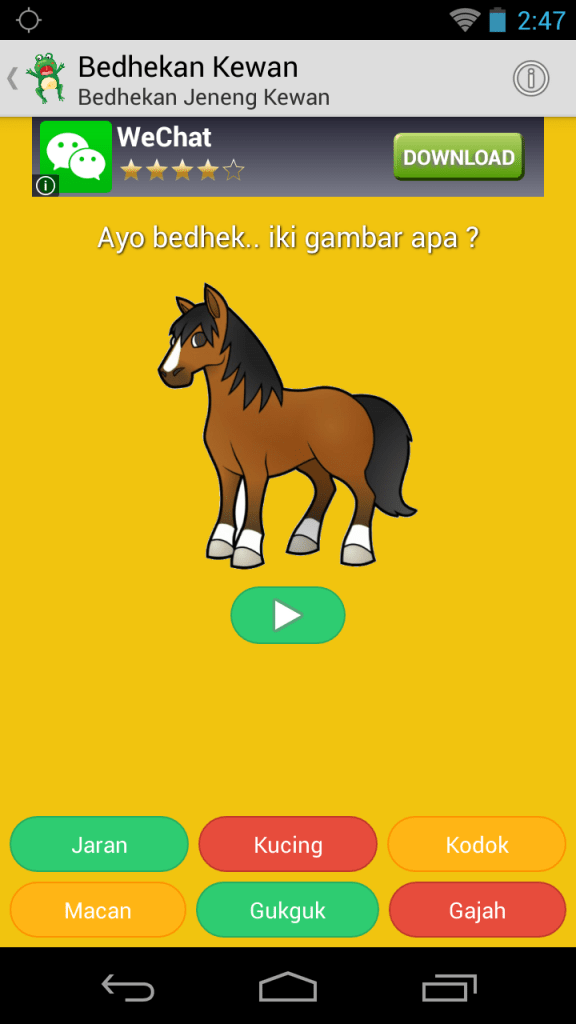 2:47
Bedhekan Kewan
Bedhekan Jeneng Kewan
WeChat
DOWNLOAD
Ayo bedhek.. iki gambar apa ?
Jaran
Kucing
Kodok
Macan
Gukguk
Gajah